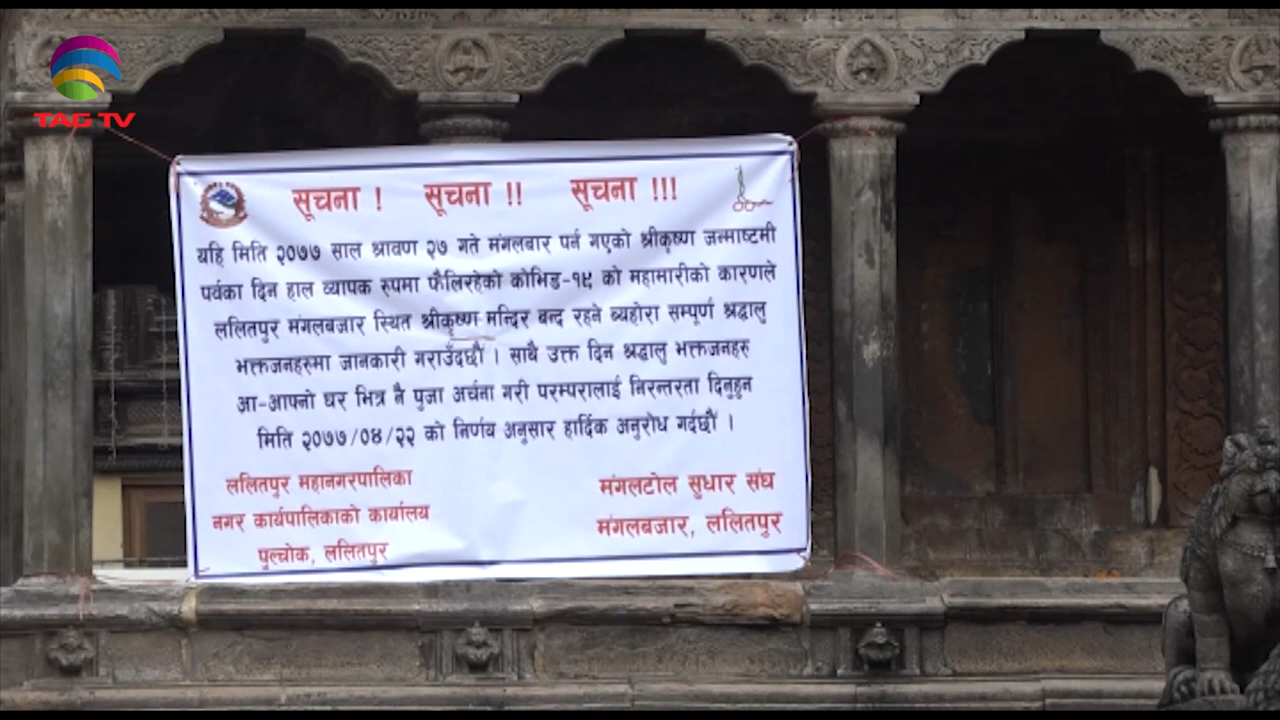 TAG TV
सूचना ! सूचना !! सूचना !!!
यहि मिति २०७७ साल श्रावण २७ गते मंगलबार पर्न गएको श्रीकृष्ण जन्माष्टमी
पर्वका दिन हाल व्यापक रुपमा फैलिरहेको कोभिड-१९ को महामारीको कारणले
ललितपुर मंगलबजार स्थित श्रीकृष्ण मन्दिर बन्द रहने व्यहोरा सम्पूर्ण श्रद्धालु
भक्तजनहरुमा जानकारी गराउँदछौं । साथै उक्त दिन श्रद्धालु भक्तजनहरु
आ-आफ्नो घर भित्र नै पुजा अर्चना गरी परम्परालाई निरन्तरता दिनुहुन
मिति २०७७/०४/२२ को निर्णय अनुसार हार्दिक अनुरोध गर्दछौं ।
ललितपुर महानगरपालिका
नगर कार्यपालिकाको कार्यालय
पुल्चोक, ललितपुर
मंगलटोल सुधार संघ
मंगलबजार, ललितपुर